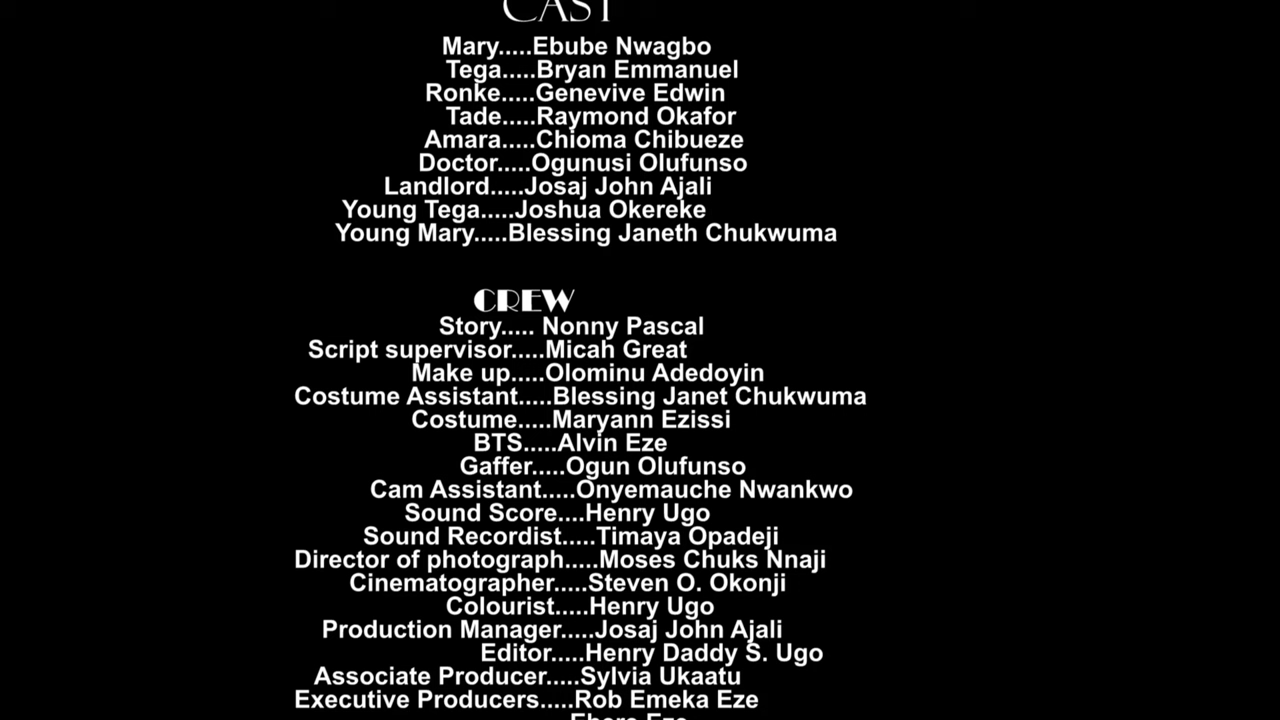 CAST
Mary.....Ebube Nwagbo
Tega.....Bryan Emmanuel
Ronke.....Genevive Edwin
Tade.....Raymond Okafor
Amara.....Chioma Chibueze
Doctor.....Ogunusi Olufunso
Landlord.....Josaj John Ajali
Young Tega.....Joshua Okereke
Young Mary.....Blessing Janeth Chukwuma
CREW
Story..... Nonny Pascal
Script supervisor.....Micah Great
Make up.....Olominu Adedoyin
Costume Assistant.....Blessing Janet Chukwuma
Costume.....Maryann Ezissi
BTS.....Alvin Eze
Gaffer.....Ogun Olufunso
Cam Assistant.....Onyemauche Nwankwo
Sound Score....Henry Ugo
Sound Recordist.....Timaya Opadeji
Director of photograph.....Moses Chuks Nnaji
Cinematographer.....Steven O. Okonji
Colourist.....Henry Ugo
Production Manager.....Josaj John Ajali
Editor.....Henry Daddy S. Ugo
Associate Producer.....Sylvia Ukaatu
Executive Producers.....Rob Emeka Eze
Ebere Eze